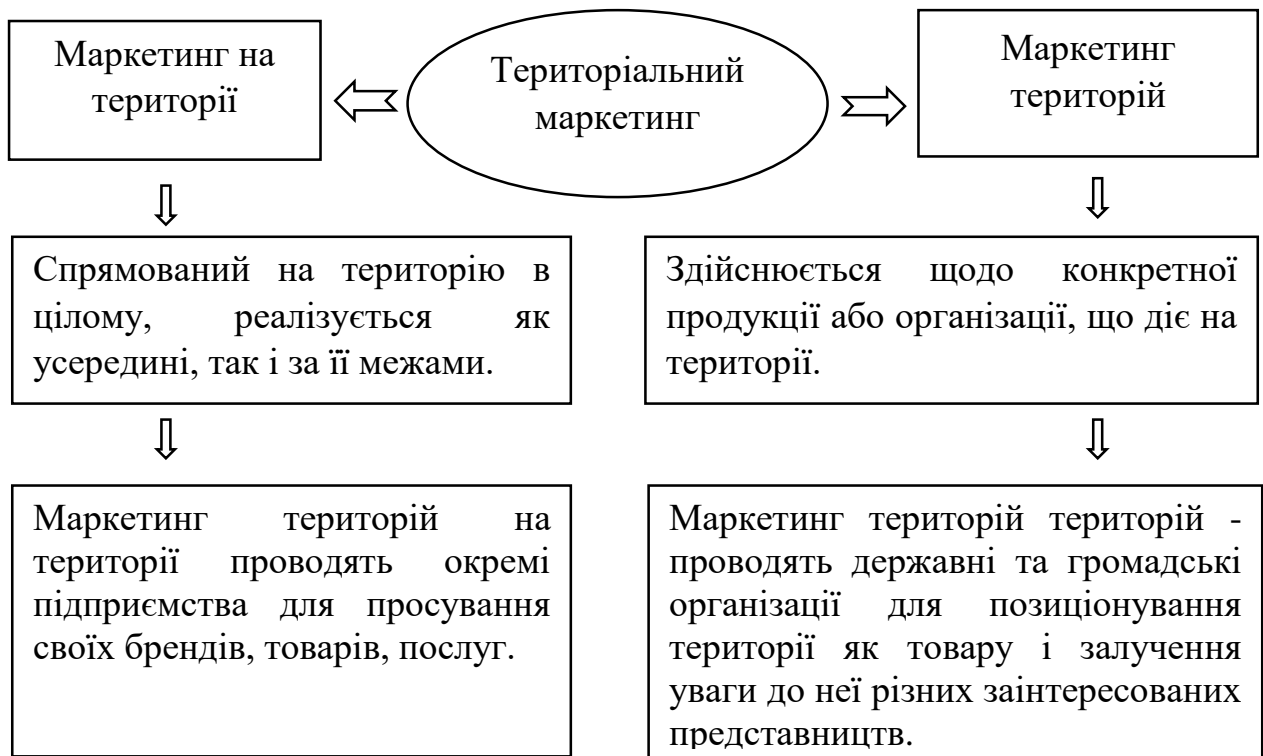 Маркетинг на
території
Територіальний
маркетинг
Маркетинг
територій
Спрямований на територію в
цілому, реалізується як
усередині, так і за її межами.
Здійснюється щодо конкретної
продукції або організації, що діє на
території.
Маркетинг територій на
території проводять окремі
підприємства для просування
своїх брендів, товарів, послуг.
Маркетинг територій територій -
проводять державні та громадські
організації для позиціонування
території як товару і залучення
уваги до неї різних заінтересованих
представництв.